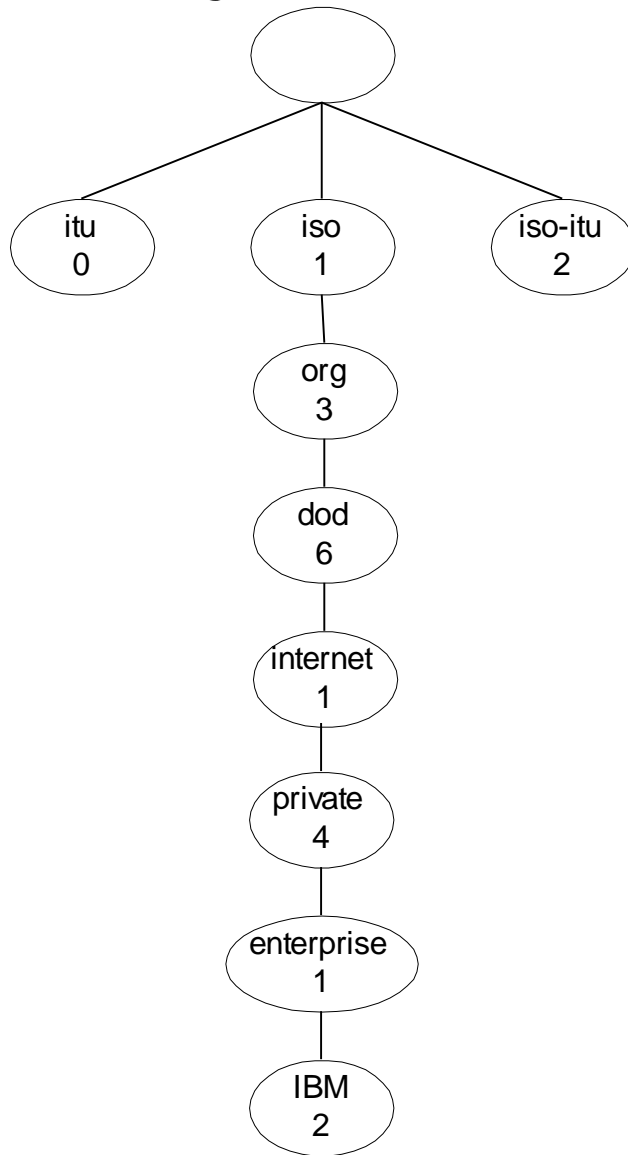 itu
0
iso
1
iso-itu
2
org
3
dod
6
internet
1
private
4
enterprise
1
IBM
2